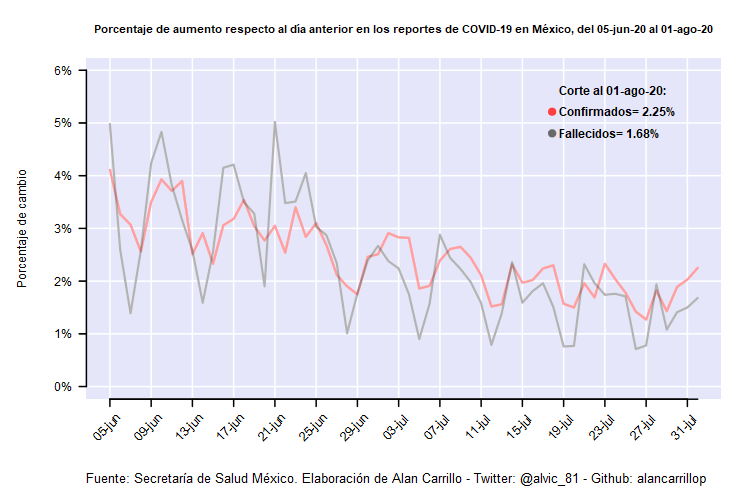 Porcentaje de aumento respecto al día anterior en los reportes de COVID-19 en México, del 05-jun-20 al 01-ago-20
6%
5%
4%
3%
2%
1%
0%
Porcentaje de cambio
Corte al 01-ago-20:
Confirmados= 2.25%
Fallecidos= 1.68%
05-jun
09-jun
13-jun
17-jun
21-jun
25-jun
29-jun
03-jul
07-jul
11-jul
15-jul
19-jul
23-jul
27-jul
31-jul
Fuente: Secretaría de Salud México. Elaboración de Alan Carrillo - Twitter: @alvic_81 - Github: alancarrillop